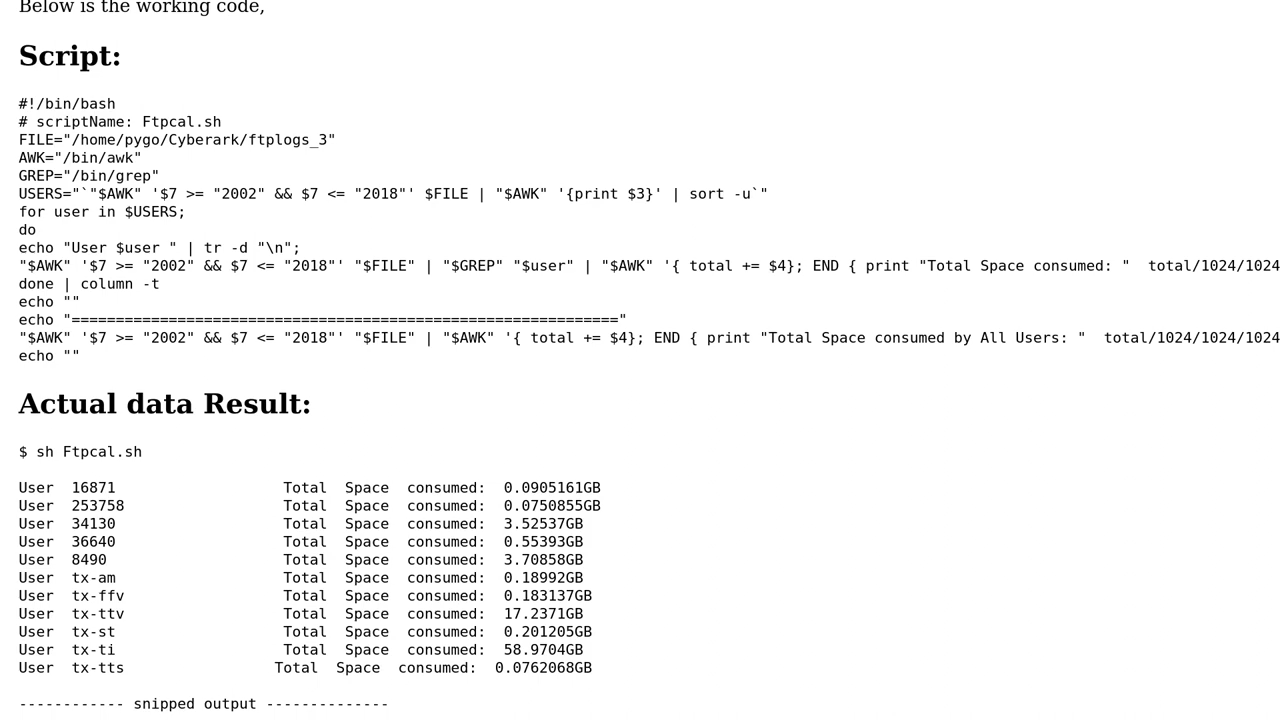 Below is the working code,
Script:
#!/bin/bash
# scriptName: Ftpcal.sh
FILE="/home/pygo/Cyberark/ftplogs_3"
AWK="/bin/awk"
GREP="/bin/grep"
USERS="`"$AWK" '$7 >= "2002" && $7 <= "2018"' $FILE | "$AWK" '{print $3}' | sort -u`"
for user in $USERS;
do
echo "User $user " | tr -d "\n";
"$AWK" '$7 >= "2002" && $7 <= "2018"' "$FILE" | "$GREP" "$user" | "$AWK" '{ total += $4}; END { print "Total Space consumed: "  total/1024/1024
done | column -t
echo ""
echo "=============================================================="
"$AWK" '$7 >= "2002" && $7 <= "2018"' "$FILE" | "$AWK" '{ total += $4}; END { print "Total Space consumed by All Users: "  total/1024/1024/1024
echo ""
Actual data Result:
$ sh Ftpcal.sh
User  16871                   Total  Space  consumed:  0.0905161GB
User  253758                  Total  Space  consumed:  0.0750855GB
User  34130                   Total  Space  consumed:  3.52537GB
User  36640                   Total  Space  consumed:  0.55393GB
User  8490                    Total  Space  consumed:  3.70858GB
User  tx-am                   Total  Space  consumed:  0.18992GB
User  tx-ffv                  Total  Space  consumed:  0.183137GB
User  tx-ttv                  Total  Space  consumed:  17.2371GB
User  tx-st                   Total  Space  consumed:  0.201205GB
User  tx-ti                   Total  Space  consumed:  58.9704GB
User  tx-tts                 Total  Space  consumed:  0.0762068GB
------------ snipped output --------------